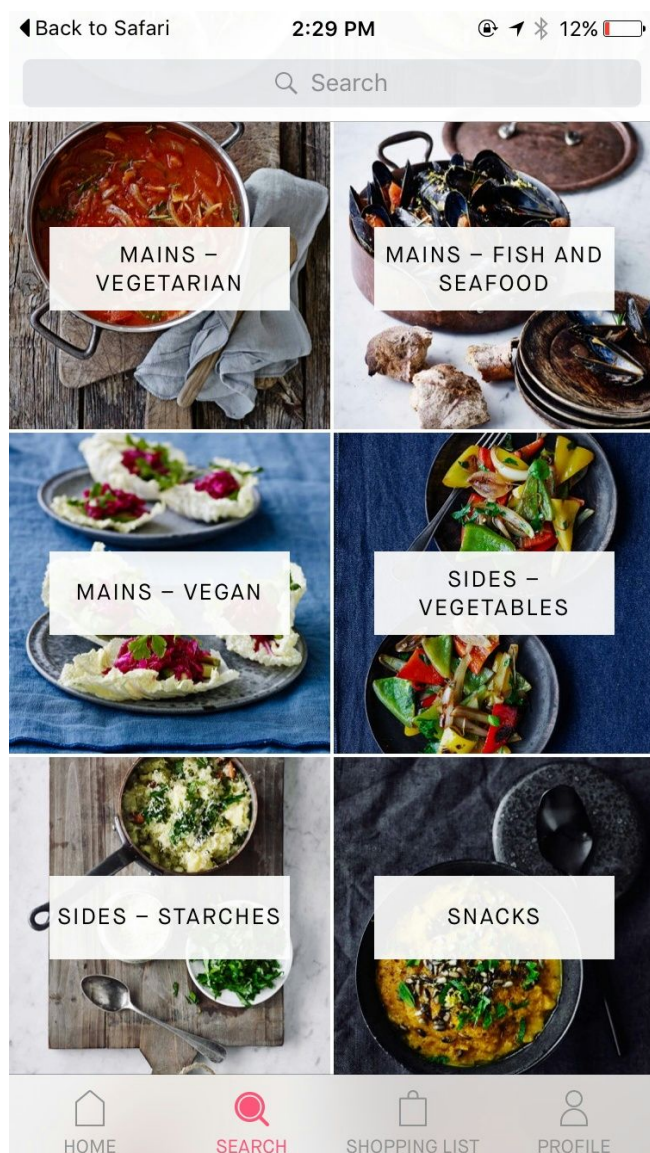 Back to Safari 2:29 PM 12%
Search
MAINS –
VEGETARIAN
MAINS – FISH AND
SEAFOOD
MAINS – VEGAN
SIDES –
VEGETABLES
SIDES – STARCHES
SNACKS
HOME SEARCH SHOPPING LIST PROFILE